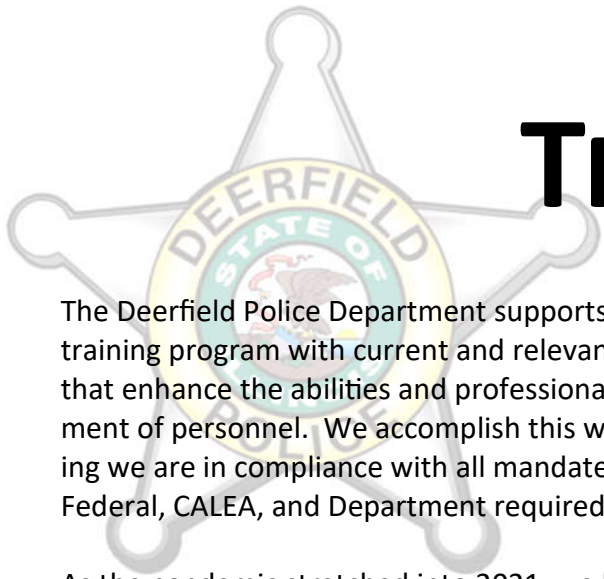 Tr
DEERFIELD
STATE OF
POLICE
The Deerfield Police Department supports
training program with current and relevan
that enhance the abilities and professiona
ment of personnel.  We accomplish this w
ing we are in compliance with all mandate
Federal, CALEA, and Department required